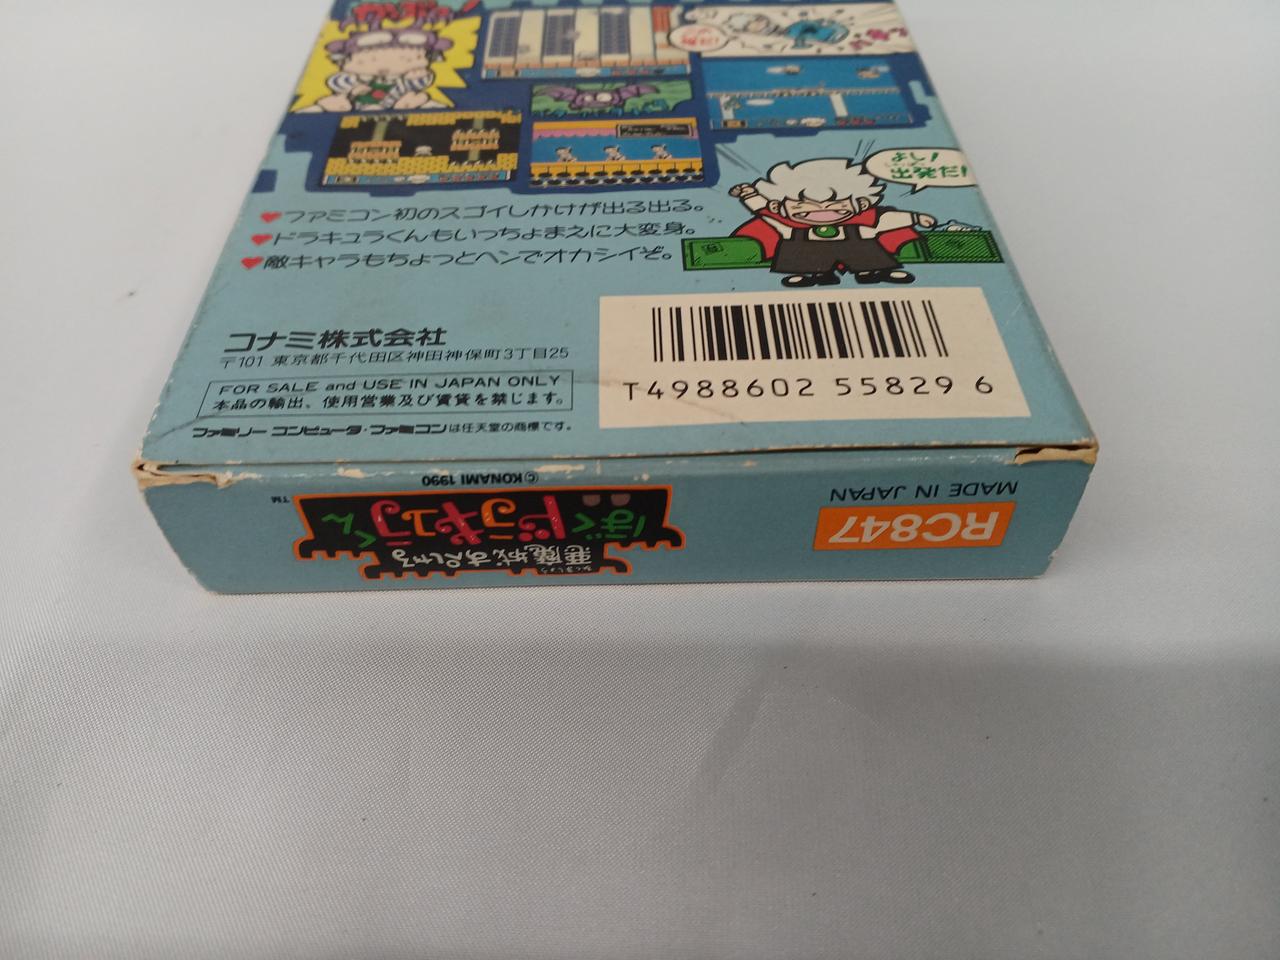 よし!
出発だ!
♥ファミコン初のスゴイしかけが出る出る。
♥ドラキュラくんもいっちょまえに大変身。
♥敵キャラもちょっとヘンでオカシイぞ。
コナミ株式会社
〒101 東京都千代田区神田神保町3丁目25
FOR SALE and USE IN JAPAN ONLY
本品の輸出、使用営業及び賃貸を禁じます。
ファミリーコンピュータ・ファミコンは任天堂の商標です。
T4988602 558296
©KONAMI 1990
悪魔城すぺしゃる
あくまじょう
ぼくドラキュラくん
TM
MADE IN JAPAN
RC847